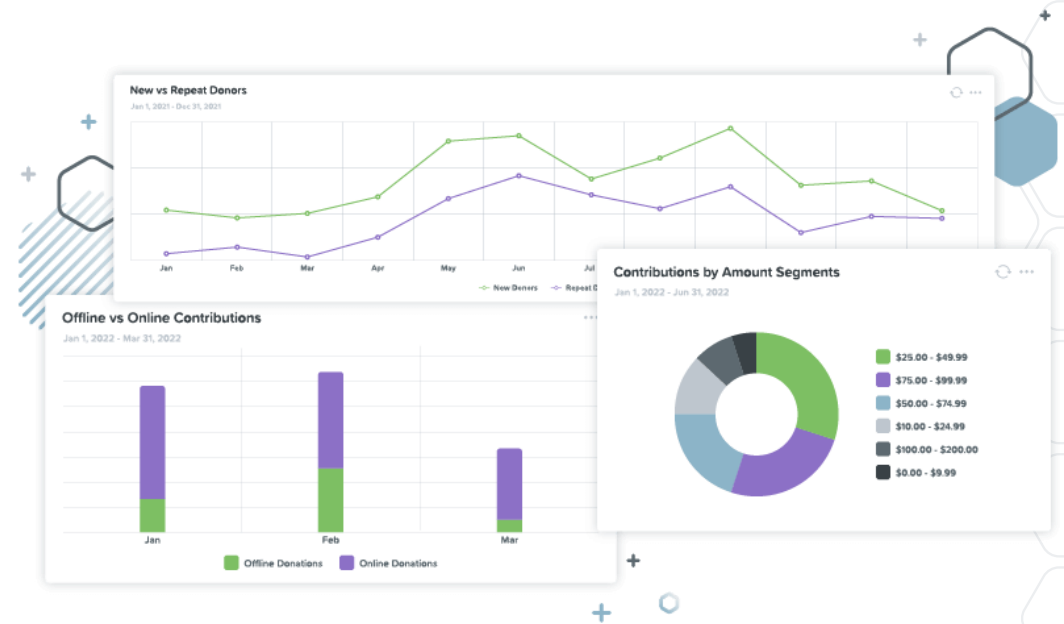 New vs Repeat Donors
Jan 1, 2021 - Dec 31, 2021
Jan Feb Mar Apr May Jun Jul
New Donors Repeat D
Offline vs Online Contributions
Jan 1, 2022 - Mar 31, 2022
Jan Feb Mar
Offline Donations Online Donations
Contributions by Amount Segments
Jan 1, 2022 - Jun 31, 2022
$25.00 - $49.99
$75.00 - $99.99
$50.00 - $74.99
$10.00 - $24.99
$100.00 - $200.00
$0.00 - $9.99